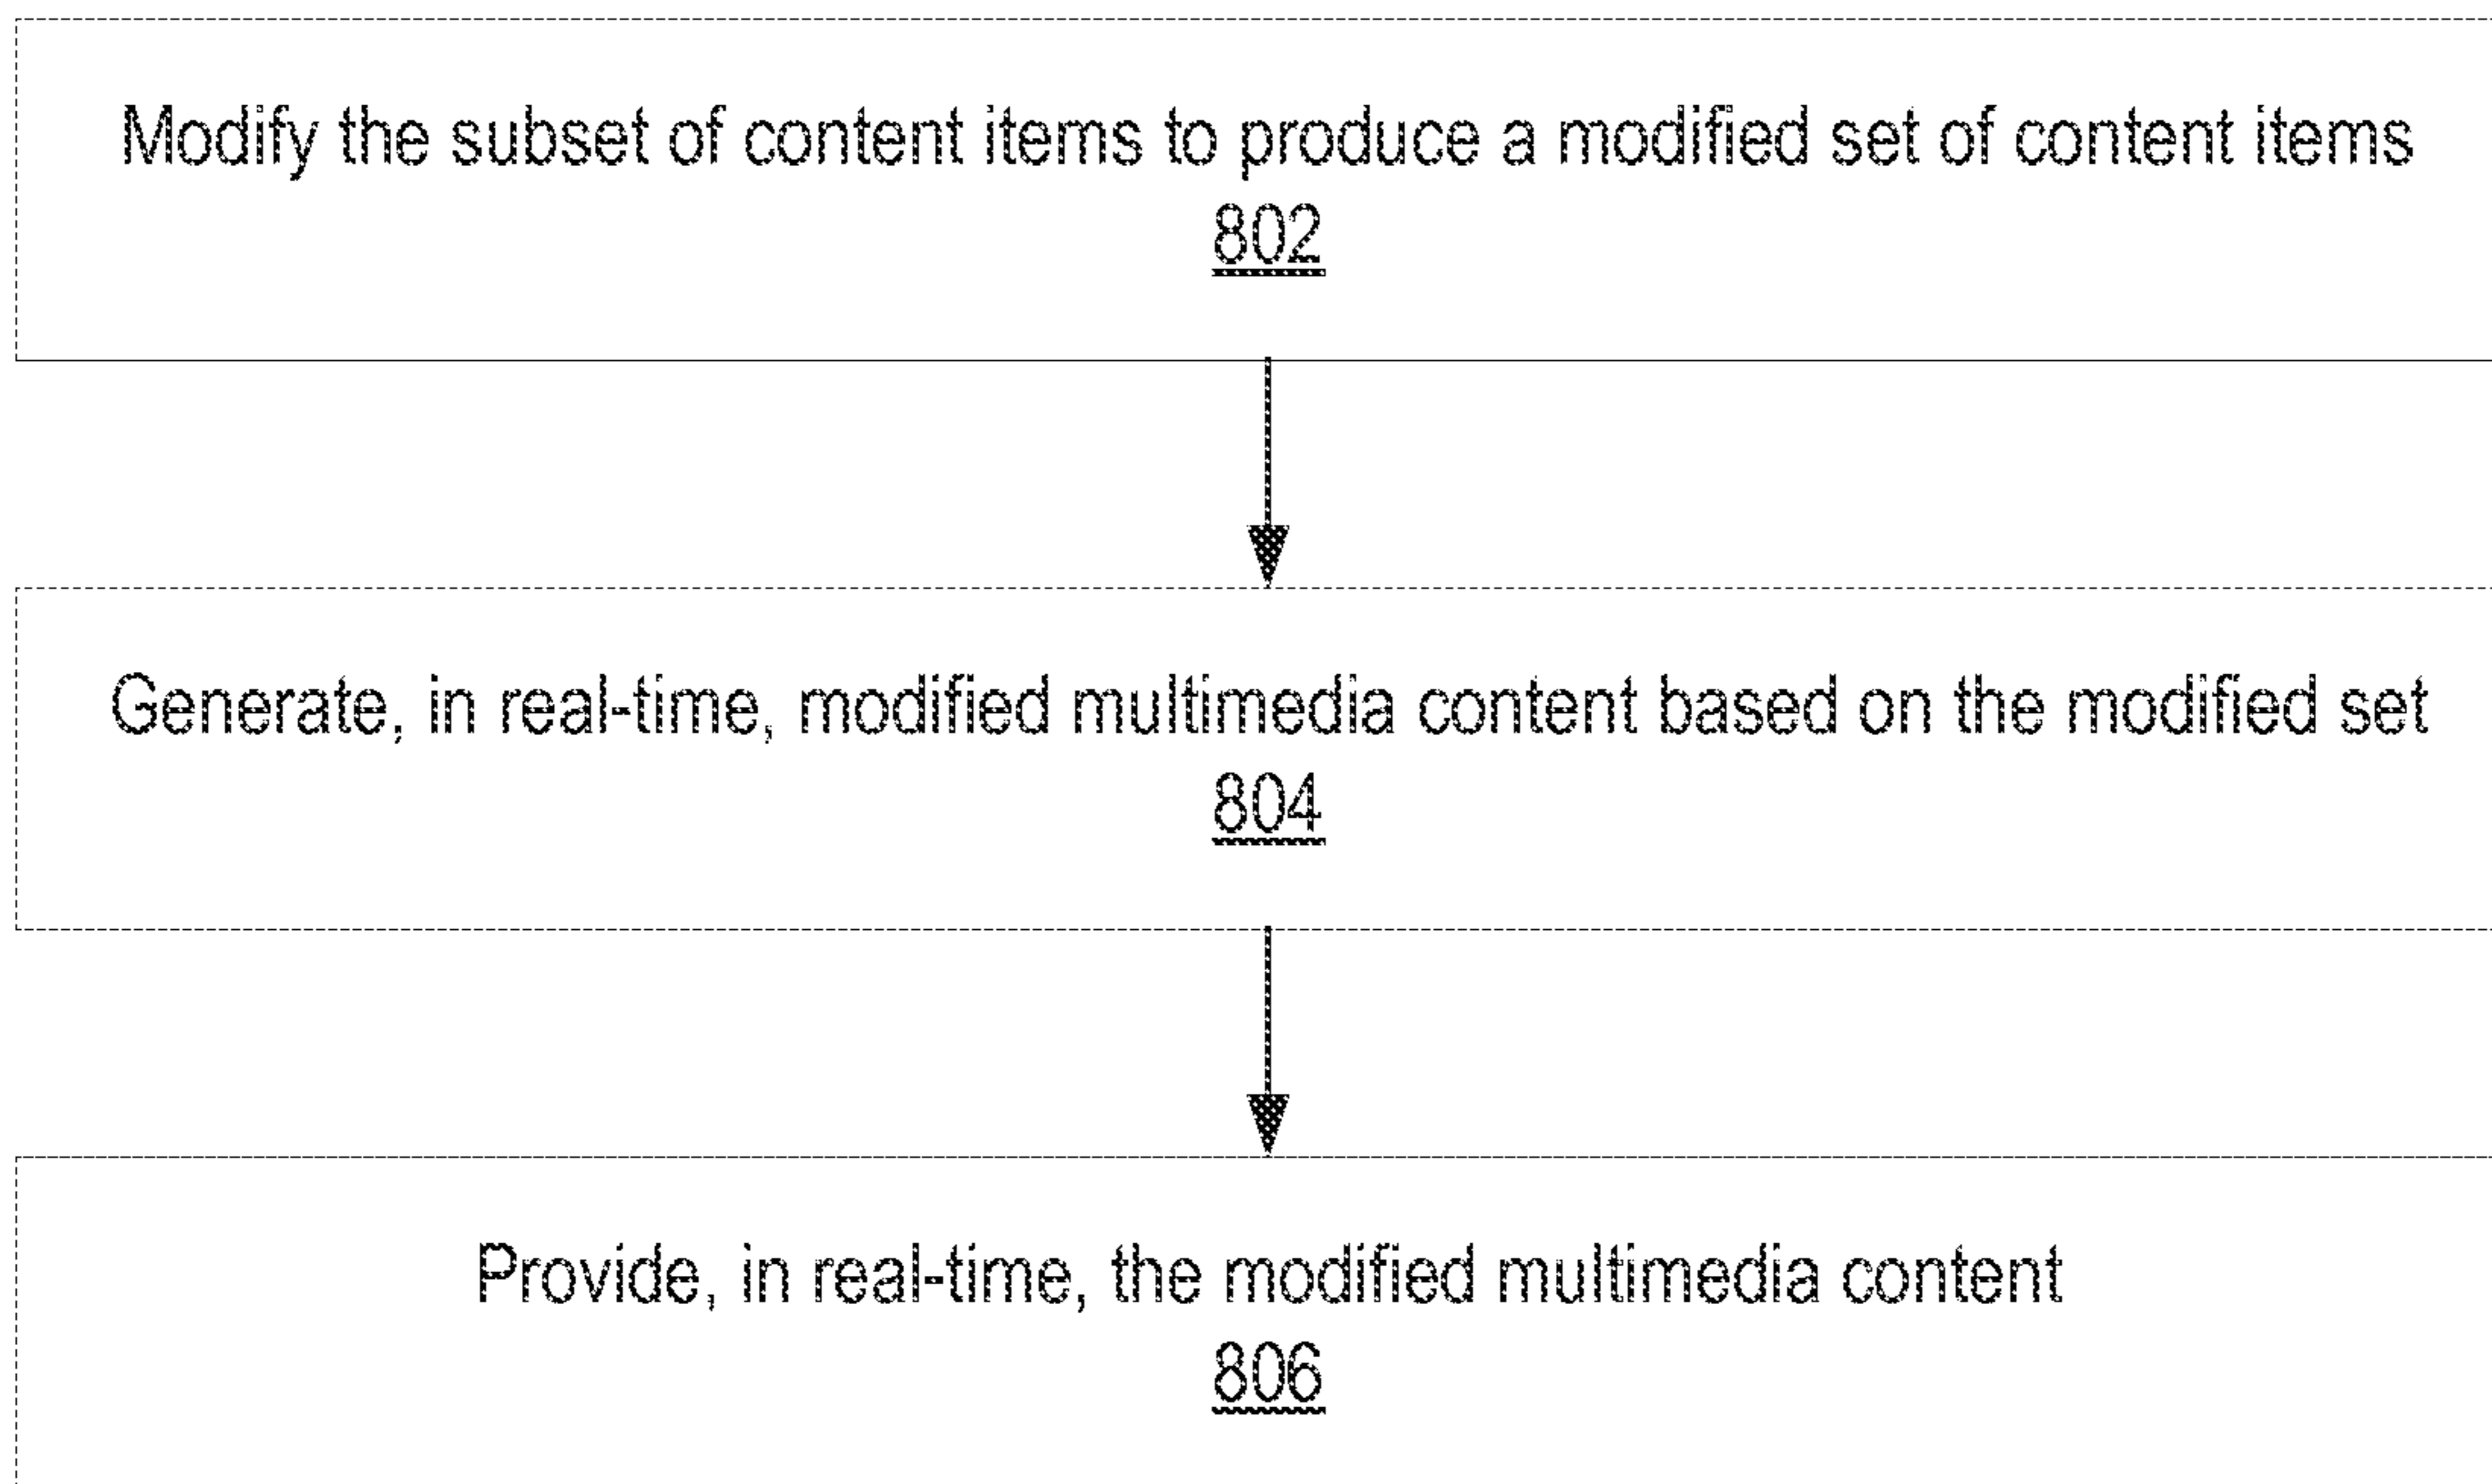 Modify the subset of content items to produce a modified set of content items
802
Generate, in real-time, modified multimedia content based on the modified set
804
Provide, in real-time, the modified multimedia content
806